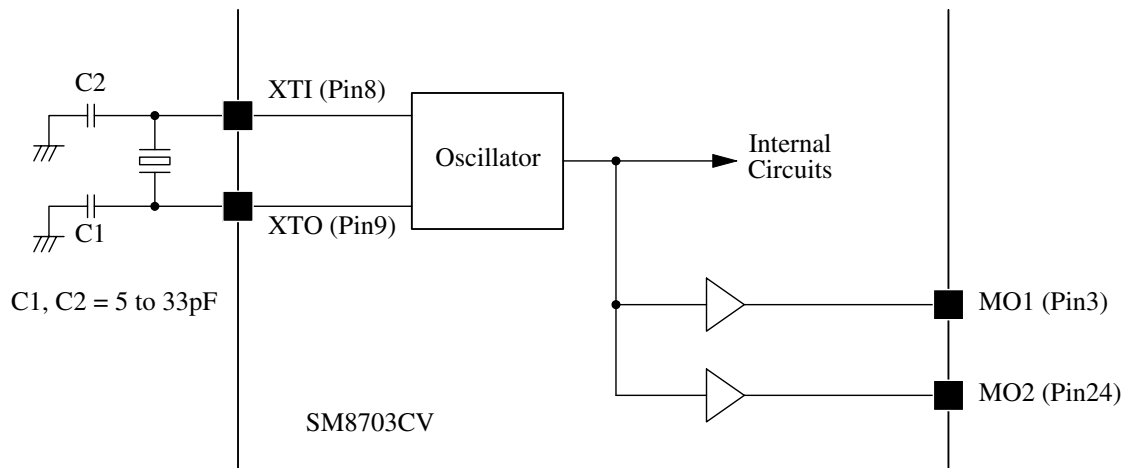 C2
XTI (Pin8)
Oscillator
Internal
Circuits
C1
XTO (Pin9)
C1, C2 = 5 to 33pF
MO1 (Pin3)
MO2 (Pin24)
SM8703CV